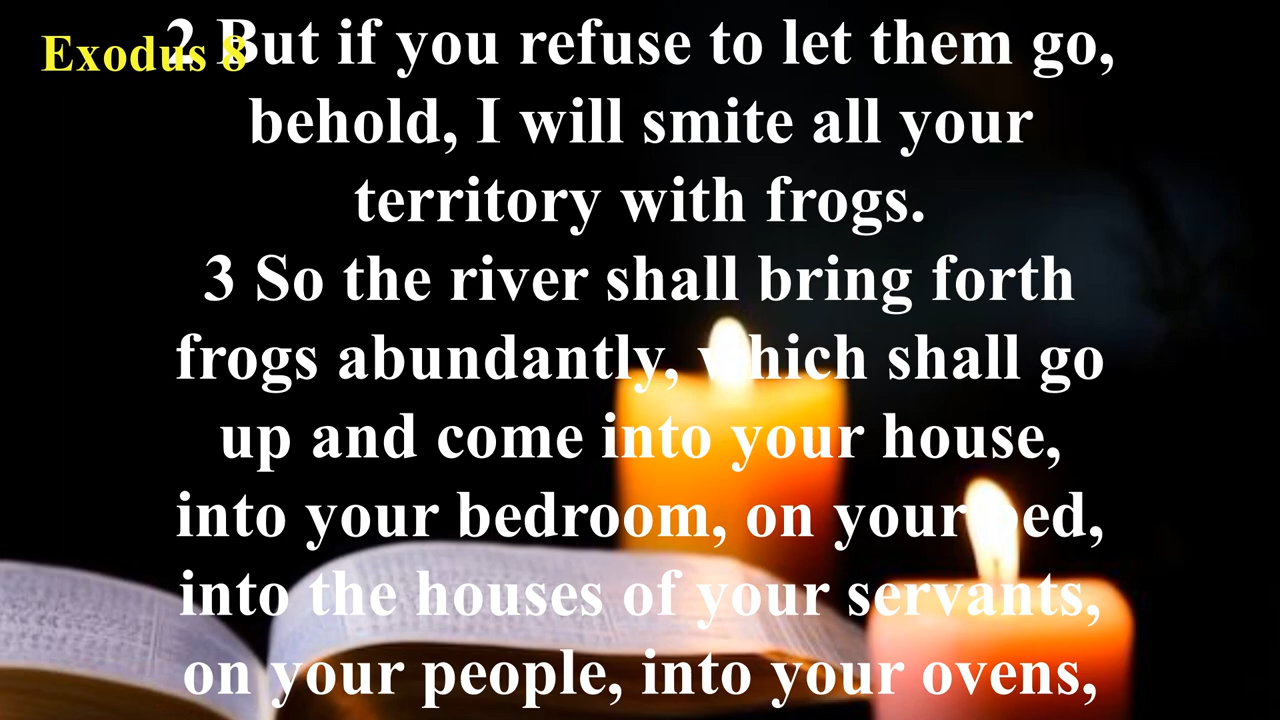 Exodus 8
2 But if you refuse to let them go,
behold, I will smite all your
territory with frogs.
3 So the river shall bring forth
frogs abundantly, which shall go
up and come into your house,
into your bedroom, on your bed,
into the houses of your servants,
on your people, into your ovens,